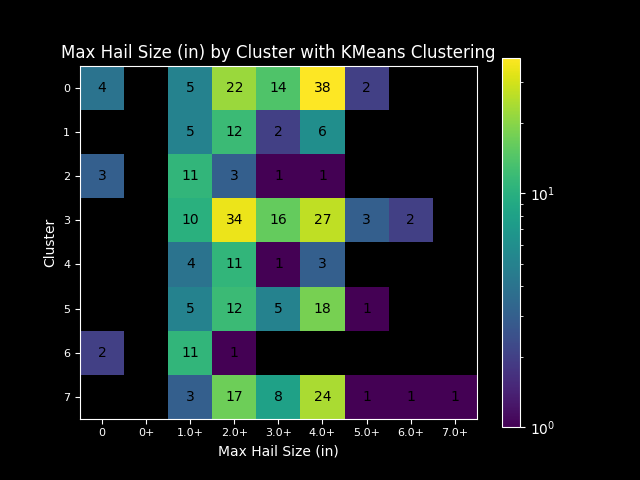 Max Hail Size (in) by Cluster with KMeans Clustering
0 4 5 22 14 38 2
1 5 12 2 6
2 3 11 3 1 1
3 10 34 16 27 3 2
4 4 11 1 3
5 5 12 5 18 1
6 2 11 1
7 3 17 8 24 1 1 1
0 0+ 1.0+ 2.0+ 3.0+ 4.0+ 5.0+ 6.0+ 7.0+
Max Hail Size (in)
Cluster
10¹
10⁰